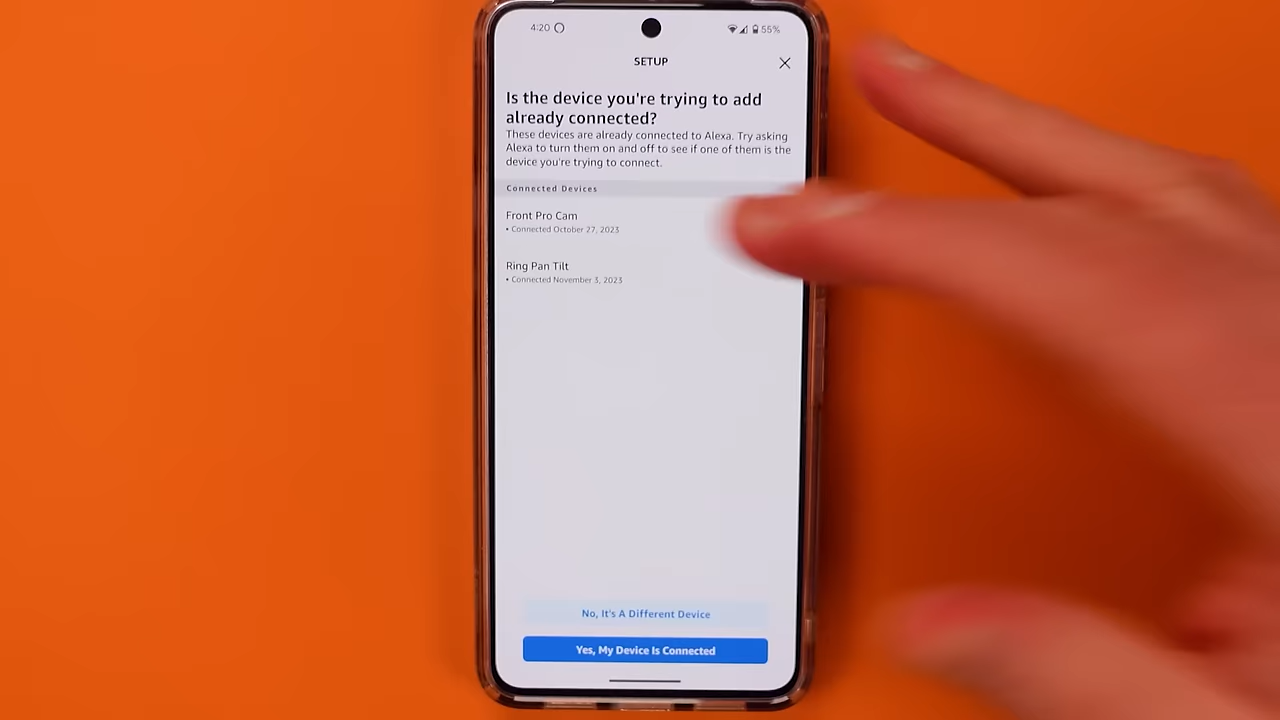 4:20 55%
SETUP
Is the device you're trying to add
already connected?
These devices are already connected to Alexa. Try asking
Alexa to turn them on and off to see if one of them is the
device you're trying to connect.
Connected Devices
Front Pro Cam
• Connected October 27, 2023
Ring Pan Tilt
• Connected November 3, 2023
No, It's A Different Device
Yes, My Device Is Connected